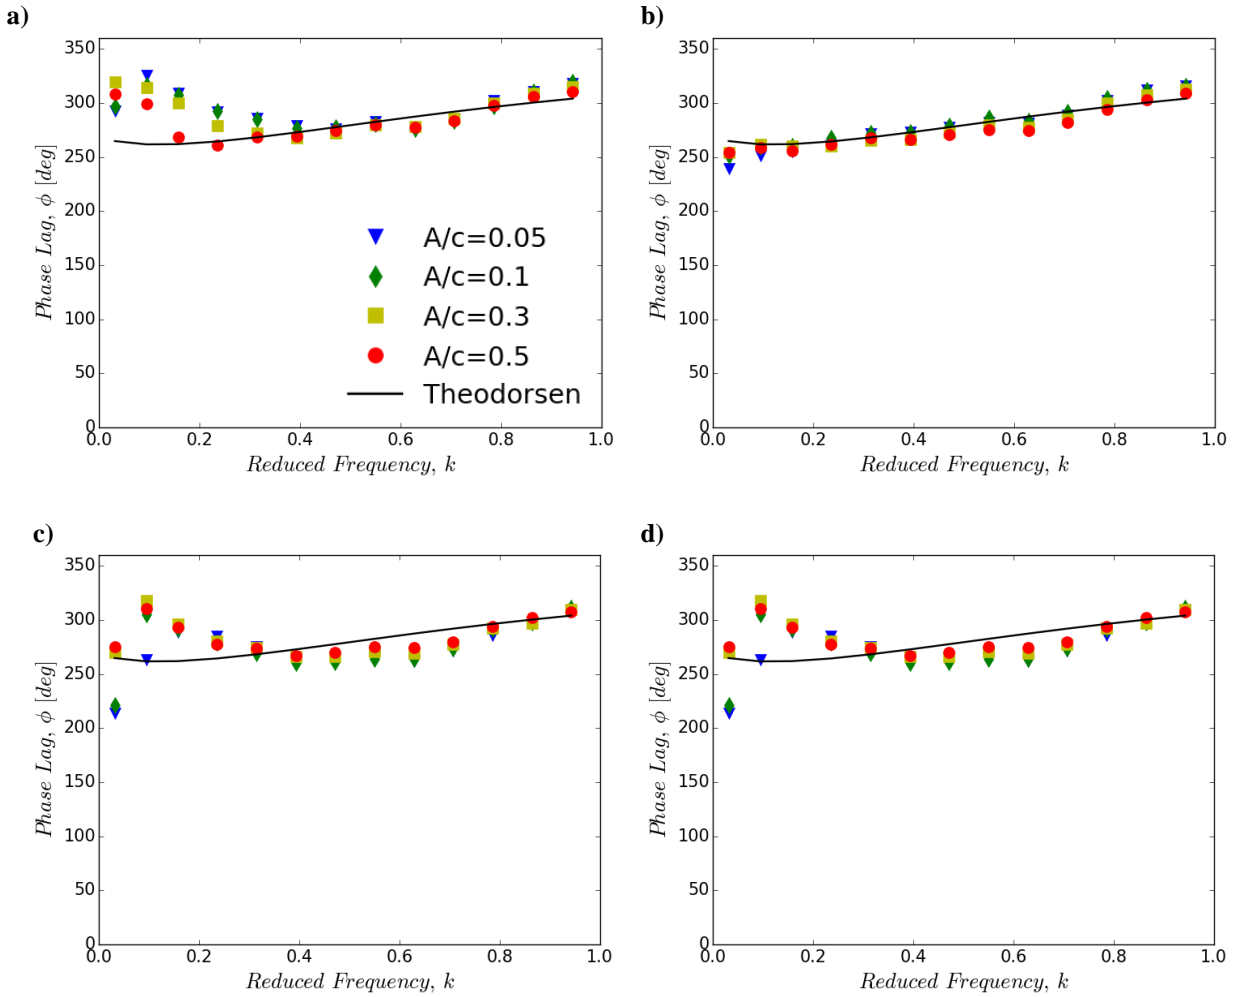 a)
350
300
250
200
150
100
50
0
Phase Lag, ϕ [deg]
A/c=0.05
A/c=0.1
A/c=0.3
A/c=0.5
Theodorsen
0.0 0.2 0.4 0.6 0.8 1.0
Reduced Frequency, k
b)
350
300
250
200
150
100
50
0
Phase Lag, ϕ [deg]
0.0 0.2 0.4 0.6 0.8 1.0
Reduced Frequency, k
c)
350
300
250
200
150
100
50
0
Phase Lag, ϕ [deg]
0.0 0.2 0.4 0.6 0.8 1.0
Reduced Frequency, k
d)
350
300
250
200
150
100
50
0
Phase Lag, ϕ [deg]
0.0 0.2 0.4 0.6 0.8 1.0
Reduced Frequency, k